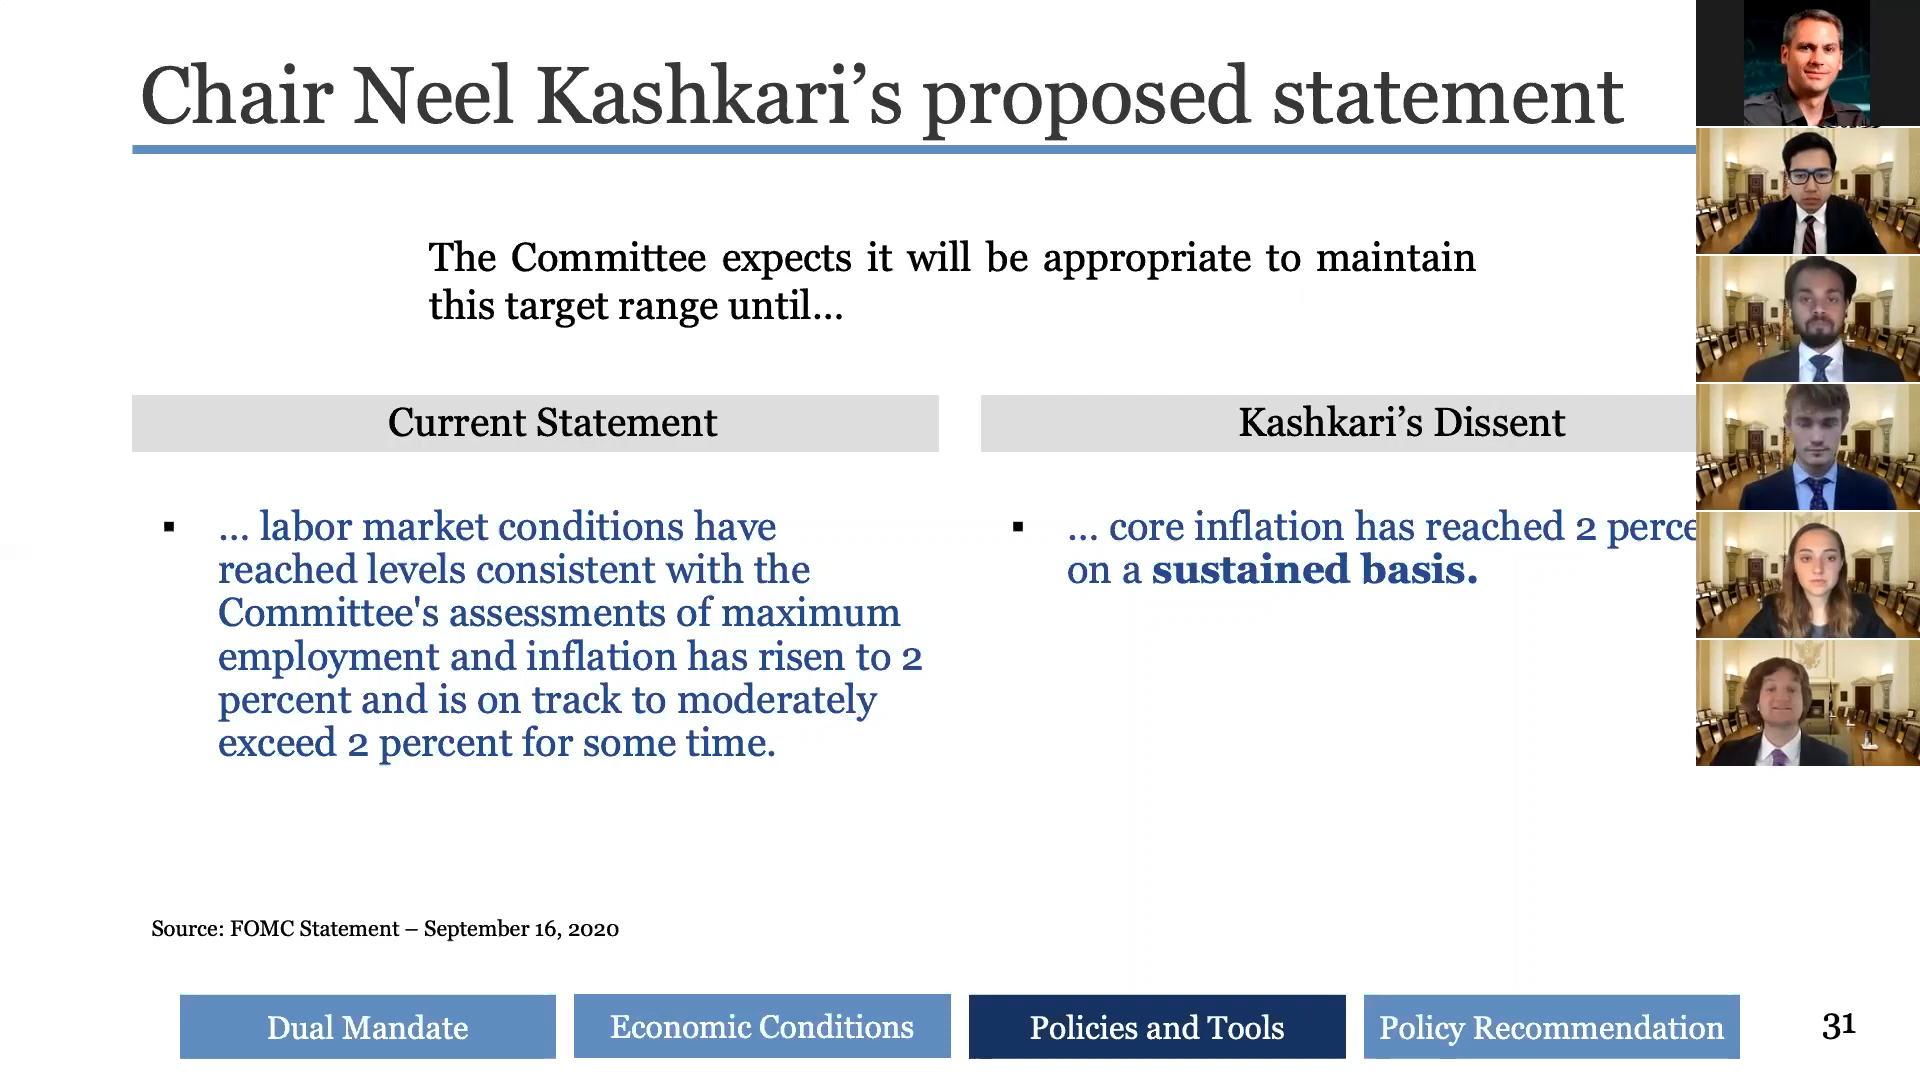 Chair Neel Kashkari’s proposed statement
The Committee expects it will be appropriate to maintain
this target range until...
Current Statement
▪ ... labor market conditions have
reached levels consistent with the
Committee's assessments of maximum
employment and inflation has risen to 2
percent and is on track to moderately
exceed 2 percent for some time.
Kashkari’s Dissent
▪ ... core inflation has reached 2 perce
on a sustained basis.
Source: FOMC Statement – September 16, 2020
Dual Mandate
Economic Conditions
Policies and Tools
Policy Recommendation
31